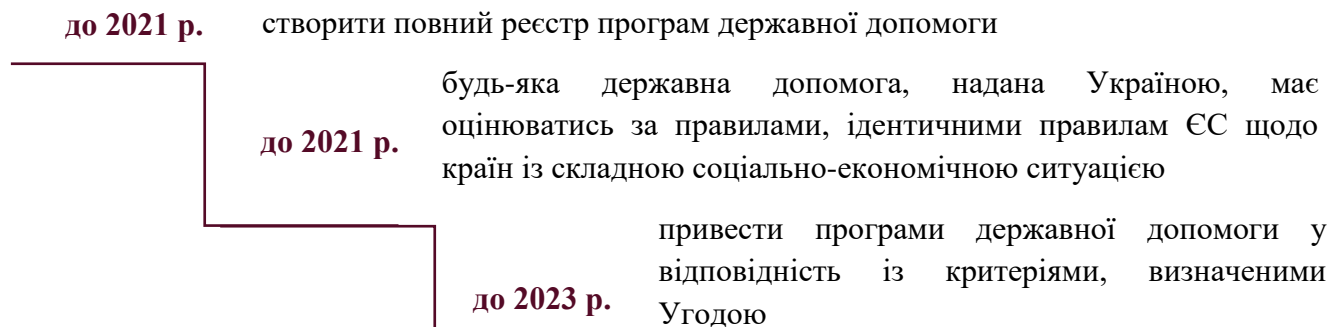 до 2021 р. створити повний реєстр програм державної допомоги
будь-яка державна допомога, надана Україною, має
до 2021 р. оцінюватись за правилами, ідентичними правилам ЄС щодо
країн із складною соціально-економічною ситуацією
привести програми державної допомоги у
відповідність із критеріями, визначеними
до 2023 р. Угодою